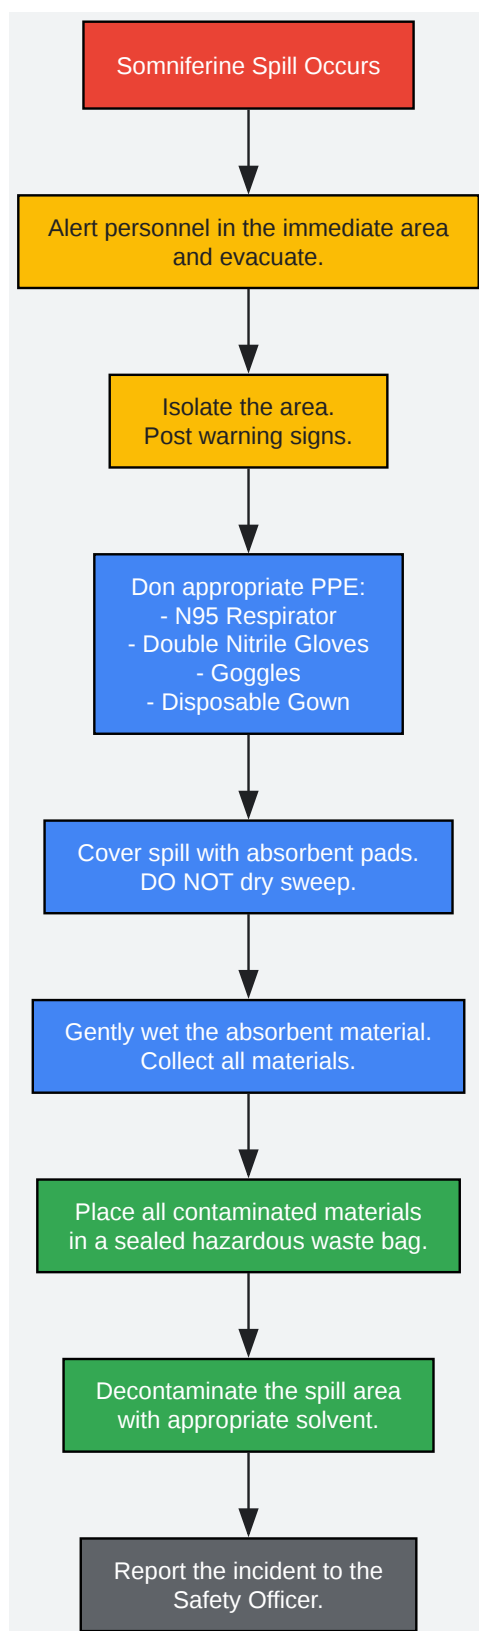 Somniferine Spill Occurs
Alert personnel in the immediate area
and evacuate.
Isolate the area.
Post warning signs.
Don appropriate PPE:
- N95 Respirator
- Double Nitrile Gloves
- Goggles
- Disposable Gown
Cover spill with absorbent pads.
DO NOT dry sweep.
Gently wet the absorbent material.
Collect all materials.
Place all contaminated materials
in a sealed hazardous waste bag.
Decontaminate the spill area
with appropriate solvent.
Report the incident to the
Safety Officer.